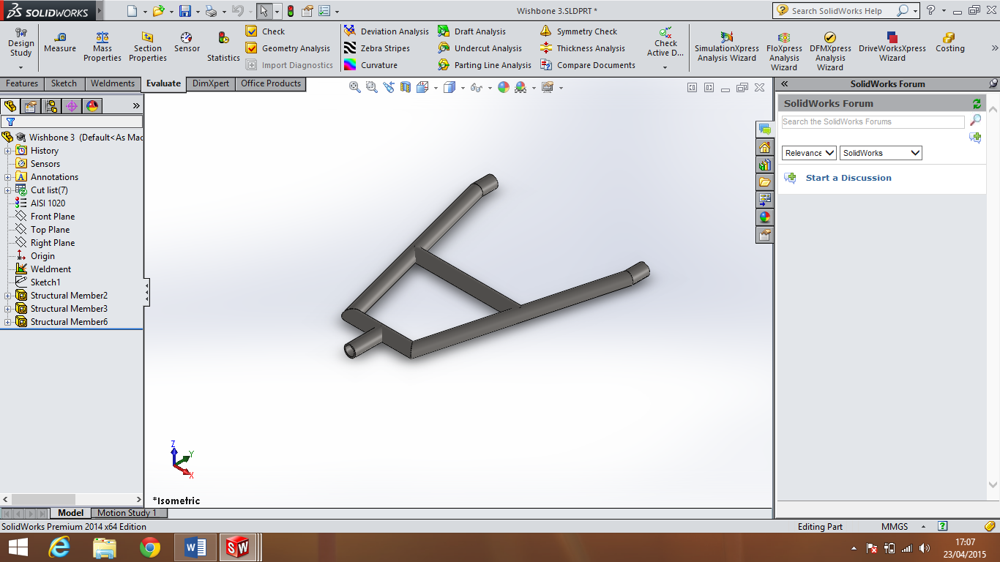 SOLIDWORKS
Wishbone 3.SLDPRT *
Search SolidWorks Help
Design Study
Measure
Mass Properties
Section Properties
Sensor
Statistics
Check
Geometry Analysis
Import Diagnostics
Deviation Analysis
Zebra Stripes
Curvature
Draft Analysis
Undercut Analysis
Parting Line Analysis
Symmetry Check
Thickness Analysis
Compare Documents
Check Active D...
SimulationXpress Analysis Wizard
FloXpress Analysis Wizard
DFMXpress Analysis Wizard
DriveWorksXpress Wizard
Costing
Features
Sketch
Weldments
Evaluate
DimXpert
Office Products
Wishbone 3 (Default<As Mac
History
Sensors
Annotations
Cut list(7)
AISI 1020
Front Plane
Top Plane
Right Plane
Origin
Weldment
Sketch1
Structural Member2
Structural Member3
Structural Member6
SolidWorks Forum
SolidWorks Forum
Search the SolidWorks Forums
Relevance
SolidWorks
Start a Discussion
Z
Y
X
*Isometric
Model
Motion Study 1
SolidWorks Premium 2014 x64 Edition
Editing Part
MMGS
17:07
23/04/2015